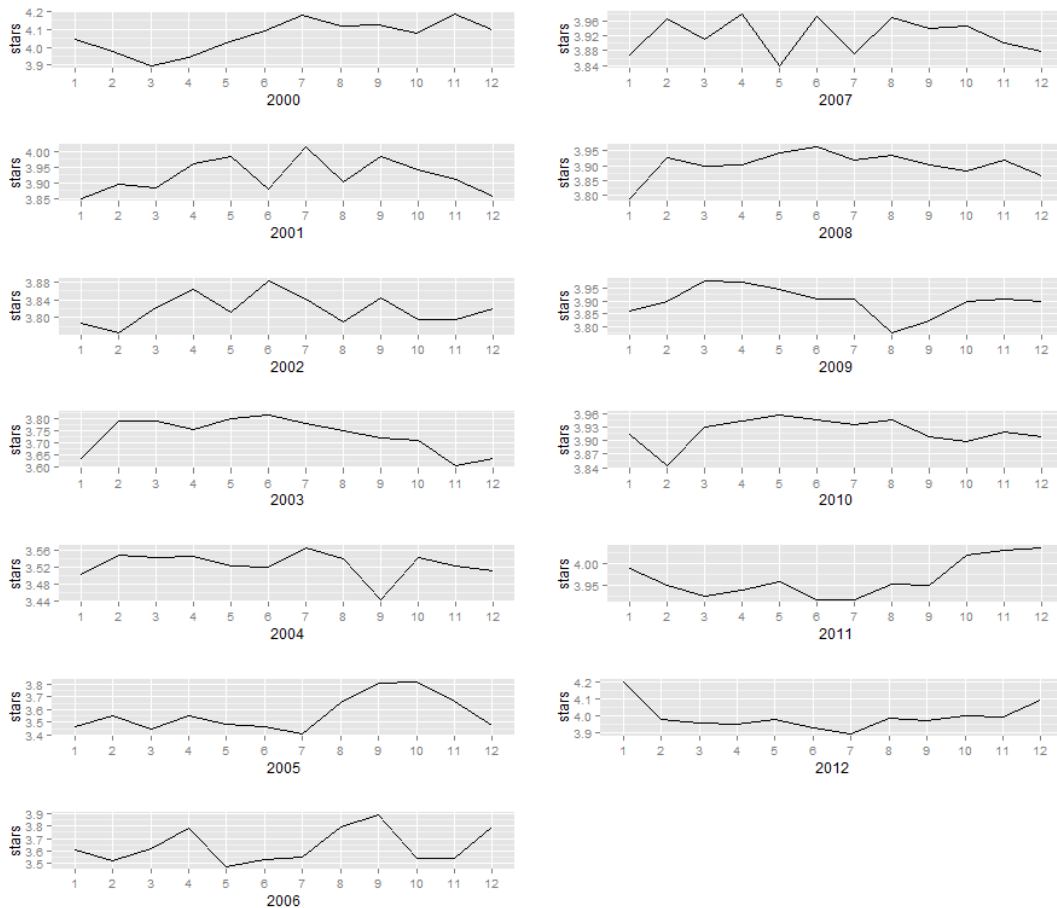 stars
4.2
4.1
4.0
3.9
1 2 3 4 5 6 7 8 9 10 11 12
2000
stars
4.00
3.95
3.90
3.85
1 2 3 4 5 6 7 8 9 10 11 12
2001
stars
3.88
3.84
3.80
1 2 3 4 5 6 7 8 9 10 11 12
2002
stars
3.80
3.75
3.70
3.65
3.60
1 2 3 4 5 6 7 8 9 10 11 12
2003
stars
3.56
3.52
3.48
3.44
1 2 3 4 5 6 7 8 9 10 11 12
2004
stars
3.8
3.7
3.6
3.5
3.4
1 2 3 4 5 6 7 8 9 10 11 12
2005
stars
3.9
3.8
3.7
3.6
3.5
1 2 3 4 5 6 7 8 9 10 11 12
2006
stars
3.96
3.92
3.88
3.84
1 2 3 4 5 6 7 8 9 10 11 12
2007
stars
3.95
3.90
3.85
3.80
1 2 3 4 5 6 7 8 9 10 11 12
2008
stars
3.95
3.90
3.85
3.80
1 2 3 4 5 6 7 8 9 10 11 12
2009
stars
3.96
3.93
3.90
3.87
3.84
1 2 3 4 5 6 7 8 9 10 11 12
2010
stars
4.00
3.95
1 2 3 4 5 6 7 8 9 10 11 12
2011
stars
4.2
4.1
4.0
3.9
1 2 3 4 5 6 7 8 9 10 11 12
2012